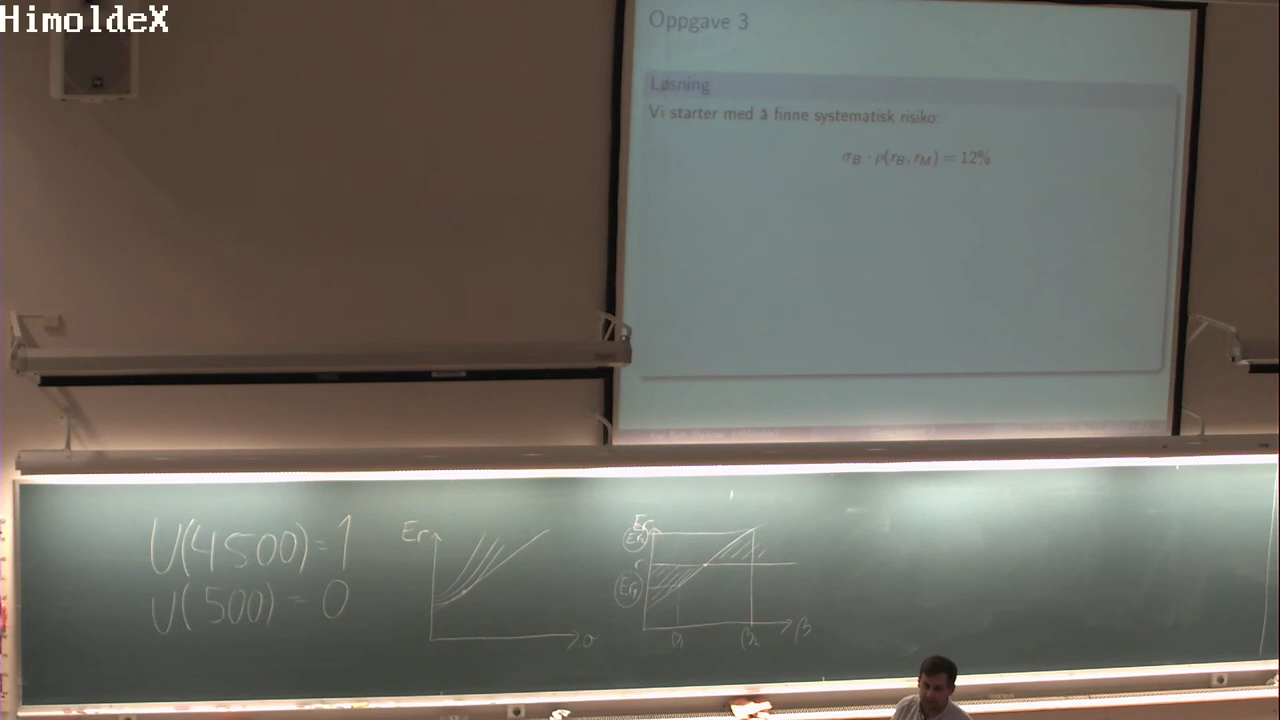 HimoldeX
Oppgave 3
Løsning
Vi starter med å finne systematisk risiko:
σ_B · ρ(r_B, r_M) = 12%
U(4500) = 1
U(500) = 0
Er
σ
Er
Er₁
β₁
β₂
β